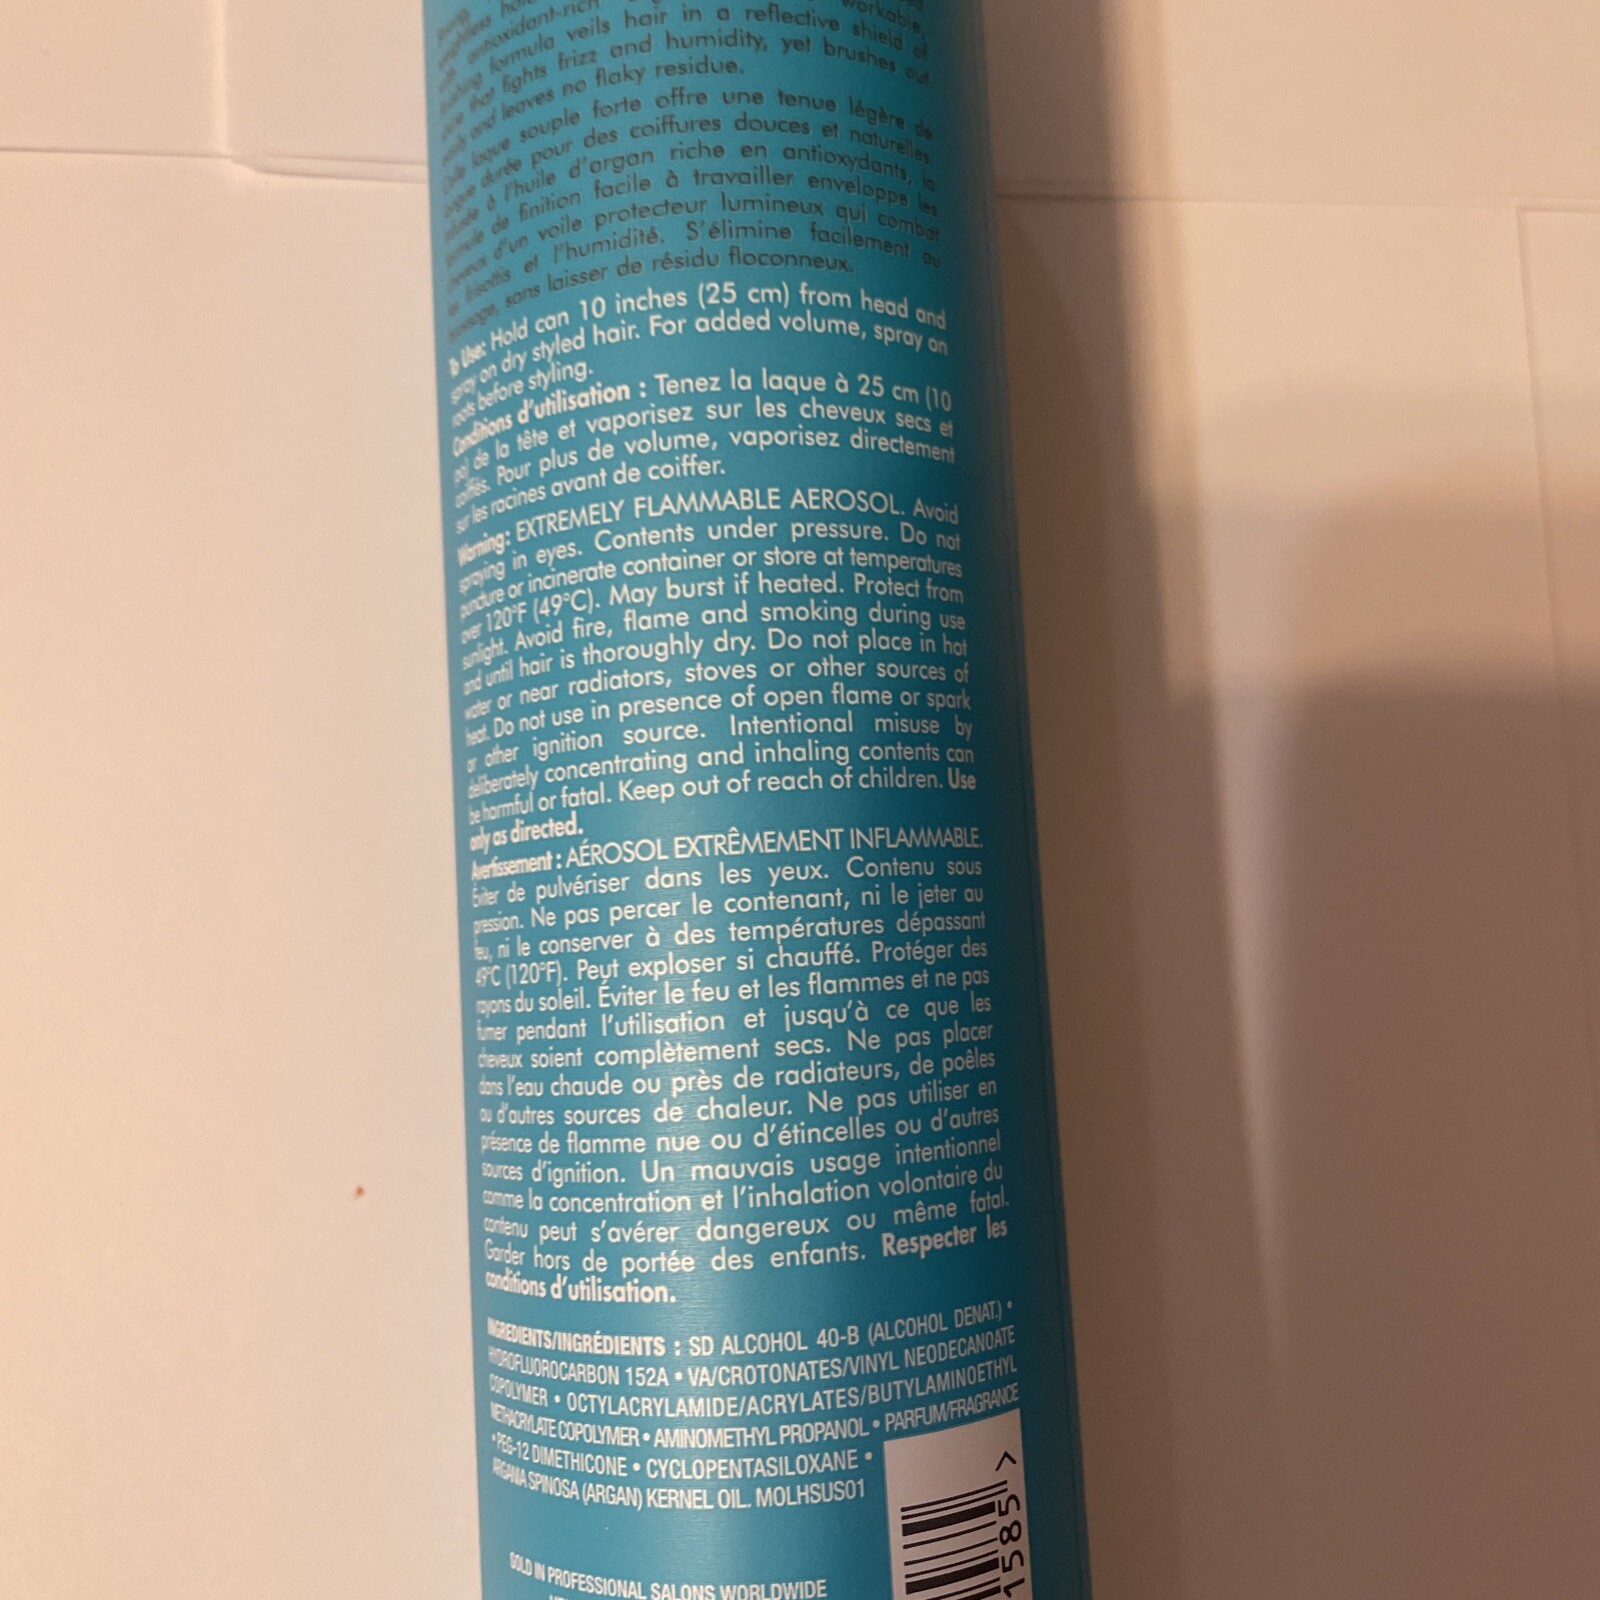 workable,
antioxidant-rich
formula veils hair in a reflective shield of
that fights frizz and humidity, yet brushes out
easily and leaves no flaky residue.
Cette laque souple forte offre une tenue légère de
longue durée pour des coiffures douces et naturelles.
infusée à l'huile d'argan riche en antioxydants, la
formule de finition facile à travailler enveloppe les
cheveux d'un voile protecteur lumineux qui combat
les frisottis et l'humidité. S'élimine facilement au
brossage, sans laisser de résidu floconneux.
To Use: Hold can 10 inches (25 cm) from head and
spray on dry styled hair. For added volume, spray on
roots before styling.
Conditions d'utilisation : Tenez la laque à 25 cm (10
po) de la tête et vaporisez sur les cheveux secs et
coiffés. Pour plus de volume, vaporisez directement
sur les racines avant de coiffer.
Warning: EXTREMELY FLAMMABLE AEROSOL. Avoid
spraying in eyes. Contents under pressure. Do not
puncture or incinerate container or store at temperatures
over 120°F (49°C). May burst if heated. Protect from
sunlight. Avoid fire, flame and smoking during use
and until hair is thoroughly dry. Do not place in hot
water or near radiators, stoves or other sources of
heat. Do not use in presence of open flame or spark
or other ignition source. Intentional misuse by
deliberately concentrating and inhaling contents can
be harmful or fatal. Keep out of reach of children. Use
only as directed.
Avertissement : AÉROSOL EXTRÊMEMENT INFLAMMABLE.
Éviter de pulvériser dans les yeux. Contenu sous
pression. Ne pas percer le contenant, ni le jeter au
feu, ni le conserver à des températures dépassant
49°C (120°F). Peut exploser si chauffé. Protéger des
rayons du soleil. Éviter le feu et les flammes et ne pas
fumer pendant l'utilisation et jusqu'à ce que les
cheveux soient complètement secs. Ne pas placer
dans l'eau chaude ou près de radiateurs, de poêles
ou d'autres sources de chaleur. Ne pas utiliser en
présence de flamme nue ou d'étincelles ou d'autres
sources d'ignition. Un mauvais usage intentionnel
comme la concentration et l'inhalation volontaire du
contenu peut s'avérer dangereux ou même fatal.
Garder hors de portée des enfants. Respecter les
conditions d'utilisation.
INGREDIENTS/INGRÉDIENTS : SD ALCOHOL 40-B (ALCOHOL DENAT.) •
HYDROFLUOROCARBON 152A • VA/CROTONATES/VINYL NEODECANOATE
COPOLYMER • OCTYLACRYLAMIDE/ACRYLATES/BUTYLAMINOETHYL
METHACRYLATE COPOLYMER • AMINOMETHYL PROPANOL • PARFUM/FRAGRANCE
• PEG-12 DIMETHICONE • CYCLOPENTASILOXANE •
ARGANIA SPINOSA (ARGAN) KERNEL OIL. MOLHSUS01
1585 >
SOLD IN PROFESSIONAL SALONS WORLDWIDE